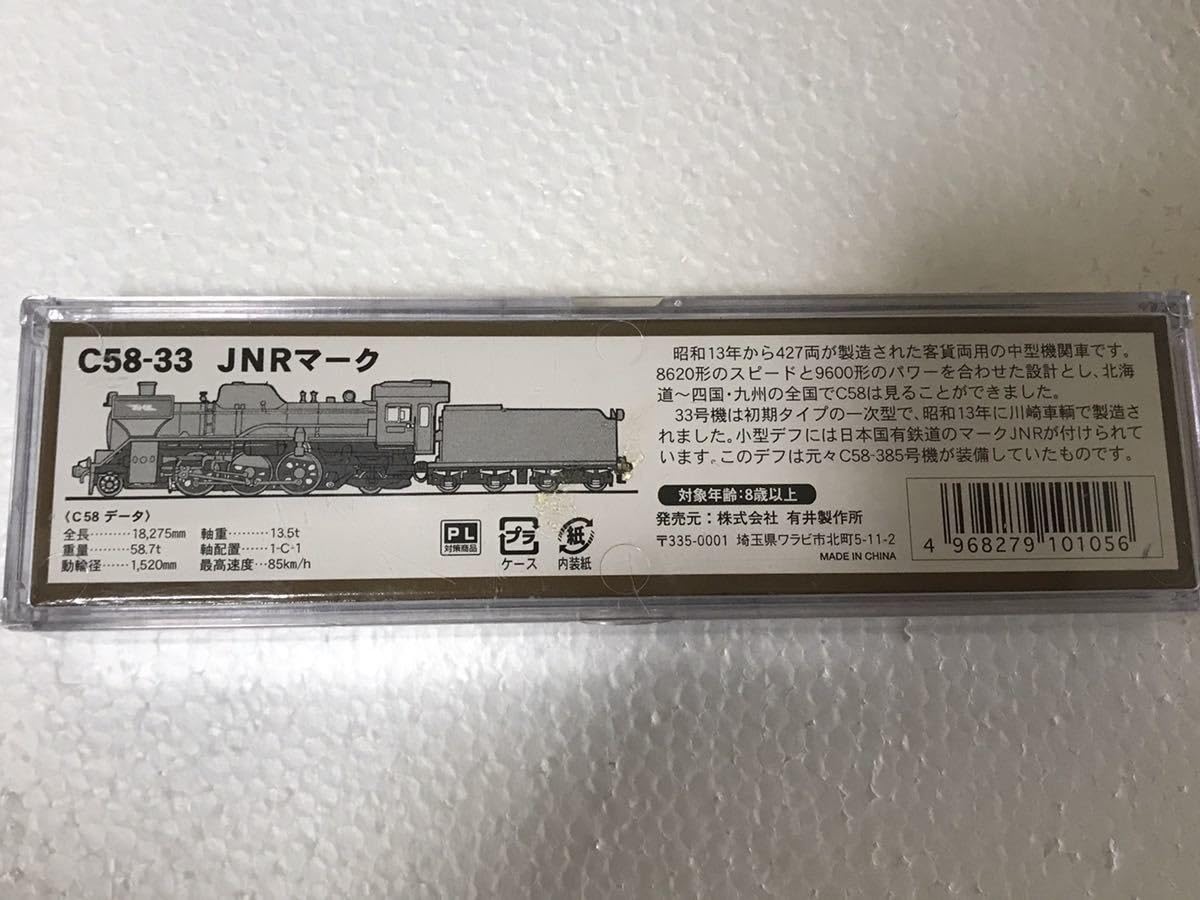 C58-33 JNRマーク
昭和13年から427両が製造された客貨両用の中型機関車です。
8620形のスピードと9600形のパワーを合わせた設計とし、北海
道～四国・九州の全国でC58は見ることができました。
33号機は初期タイプの一次型で、昭和13年に川崎車輌で製造さ
れました。小型デフには日本国有鉄道のマークJNRが付けられて
います。このデフは元々C58-385号機が装備していたものです。
〈C58 データ〉
全長………18,275mm 軸重………13.5t
重量………58.7t 軸配置……1-C-1
動輪径……1,520mm 最高速度…85km/h
PL
対策商品
プラ
ケース
紙
内装紙
対象年齢:8歳以上
発売元：株式会社 有井製作所
〒335-0001 埼玉県ワラビ市北町5-11-2
MADE IN CHINA
4 968279 101056